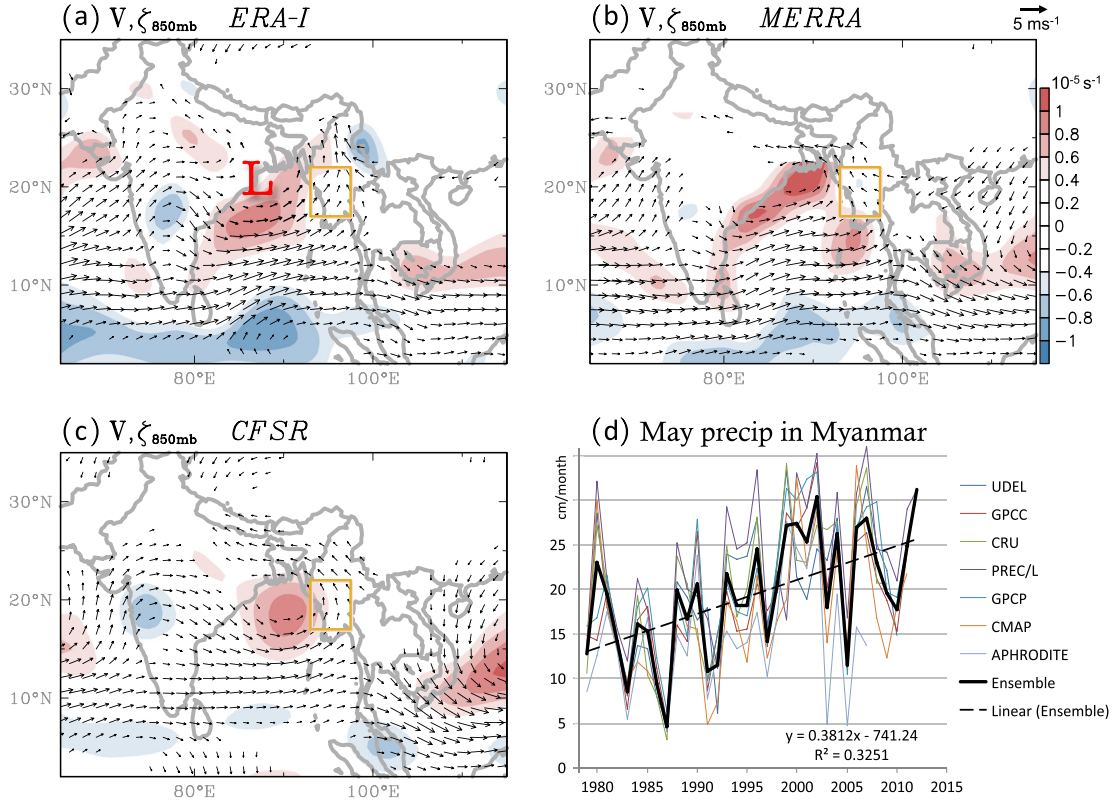 (a) V,ζ850mb ERA-I
(b) V,ζ850mb MERRA
5 ms-1
30°N
20°N
10°N
80°E
100°E
L
30°N
20°N
10°N
80°E
100°E
10-5 s-1
1
0.8
0.6
0.4
0.2
0
−0.2
−0.4
−0.6
−0.8
−1
(c) V,ζ850mb CFSR
30°N
20°N
10°N
80°E
100°E
(d) May precip in Myanmar
cm/month
30
25
20
15
10
5
0
1980 1985 1990 1995 2000 2005 2010 2015
y = 0.3812x - 741.24
R² = 0.3251
UDEL
GPCC
CRU
PREC/L
GPCP
CMAP
APHRODITE
Ensemble
Linear (Ensemble)